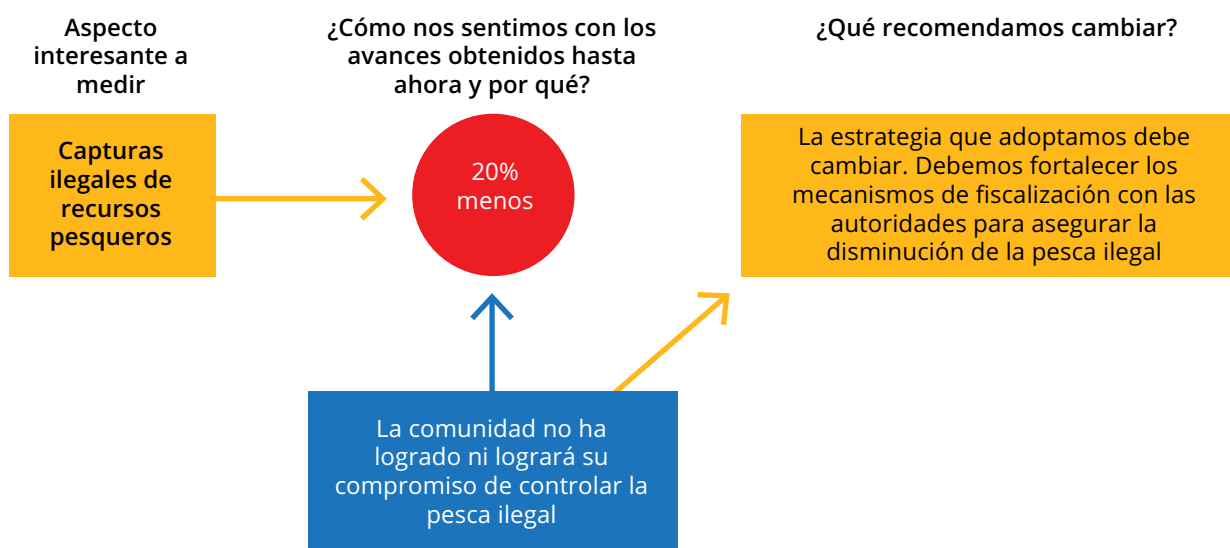 Aspecto
interesante a
medir
¿Cómo nos sentimos con los
avances obtenidos hasta
ahora y por qué?
¿Qué recomendamos cambiar?
Capturas
ilegales de
recursos
pesqueros
20%
menos
La estrategia que adoptamos debe
cambiar. Debemos fortalecer los
mecanismos de fiscalización con las
autoridades para asegurar la
disminución de la pesca ilegal
La comunidad no ha
logrado ni logrará su
compromiso de controlar la
pesca ilegal